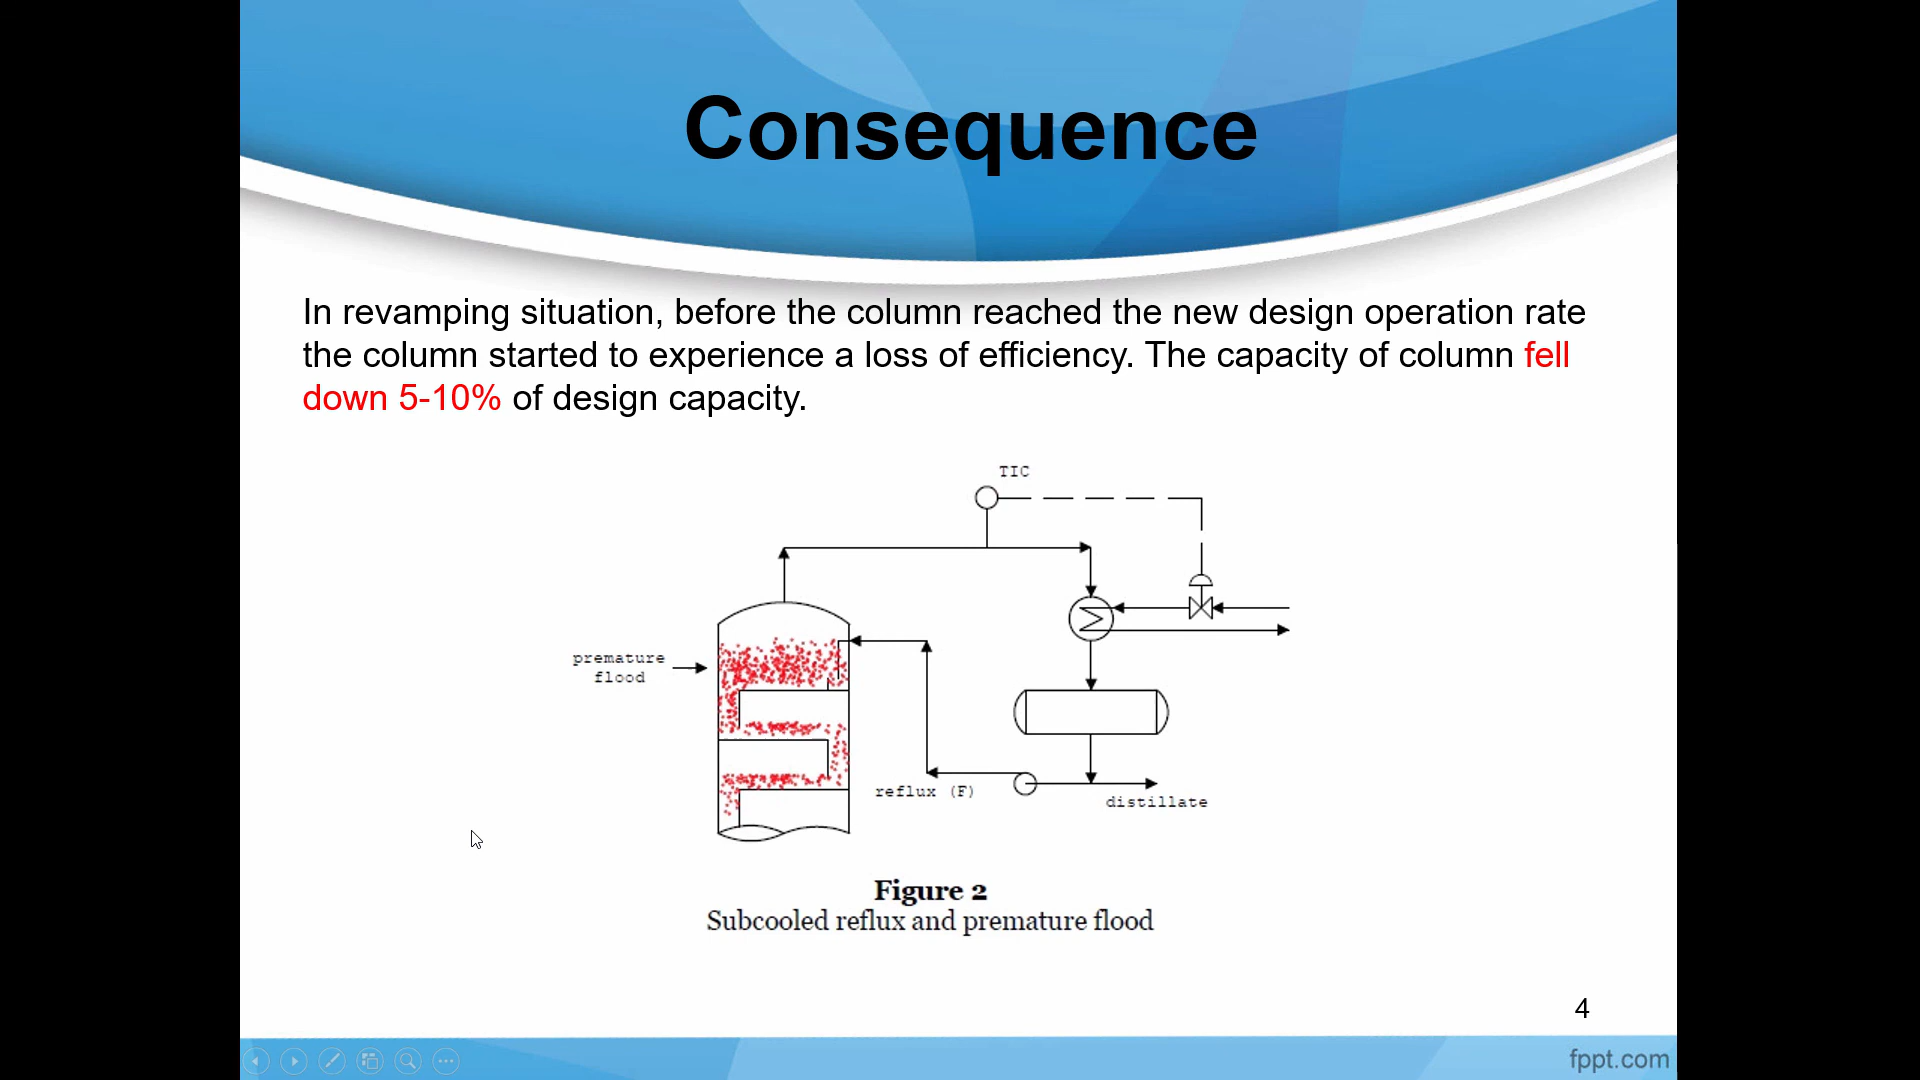 Consequence
In revamping situation, before the column reached the new design operation rate
the column started to experience a loss of efficiency. The capacity of column fell
down 5-10% of design capacity.
TIC
premature
flood
reflux (F)
distillate
Figure 2
Subcooled reflux and premature flood
4
fppt.com